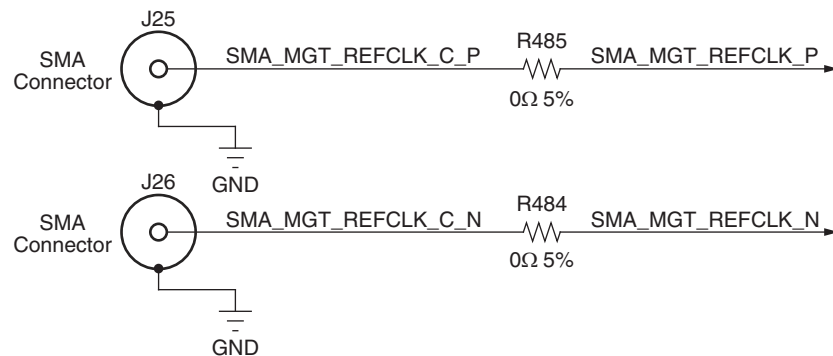 J25
SMA
Connector
SMA_MGT_REFCLK_C_P
R485
0Ω 5%
SMA_MGT_REFCLK_P
GND
J26
SMA
Connector
SMA_MGT_REFCLK_C_N
R484
0Ω 5%
SMA_MGT_REFCLK_N
GND